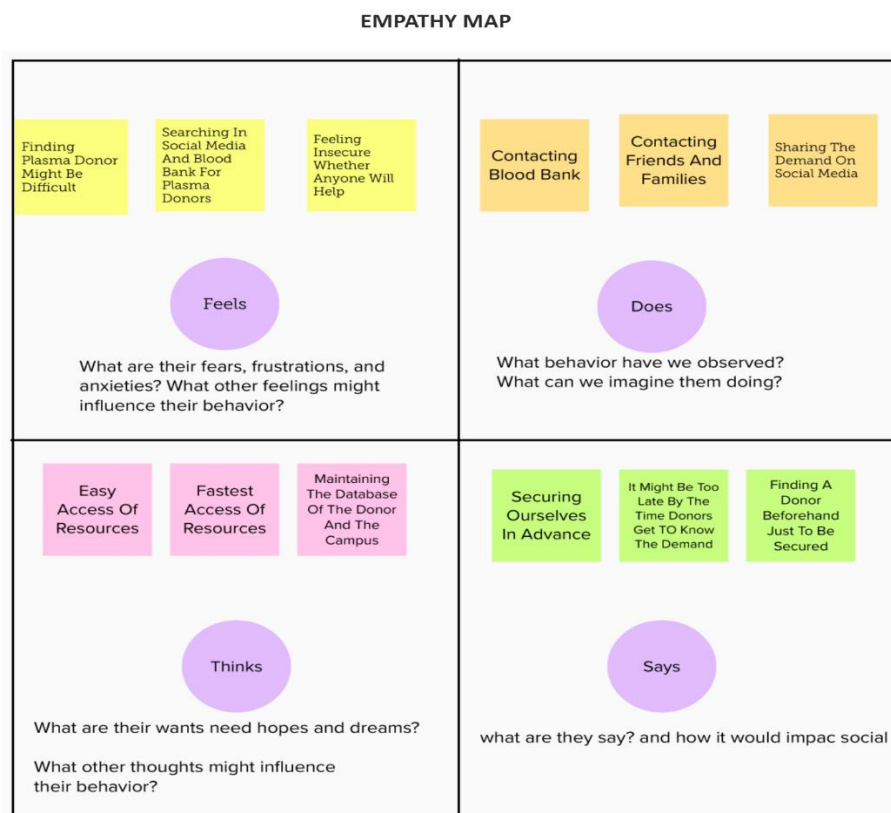 EMPATHY MAP
Finding
Plasma Donor
Might Be
Difficult
Searching In
Social Media
And Blood
Bank For
Plasma
Donors
Feeling
Insecure
Whether
Anyone Will
Help
Feels
What are their fears, frustrations, and
anxieties? What other feelings might
influence their behavior?
Contacting
Blood Bank
Contacting
Friends And
Families
Sharing The
Demand On
Social Media
Does
What behavior have we observed?
What can we imagine them doing?
Easy
Access Of
Resources
Fastest
Access Of
Resources
Maintaining
The Database
Of The Donor
And The
Campus
Thinks
What are their wants need hopes and dreams?
What other thoughts might influence
their behavior?
Securing
Ourselves
In Advance
It Might Be Too
Late By The
Time Donors
Get TO Know
The Demand
Finding A
Donor
Beforehand
Just To Be
Secured
Says
what are they say? and how it would impac social